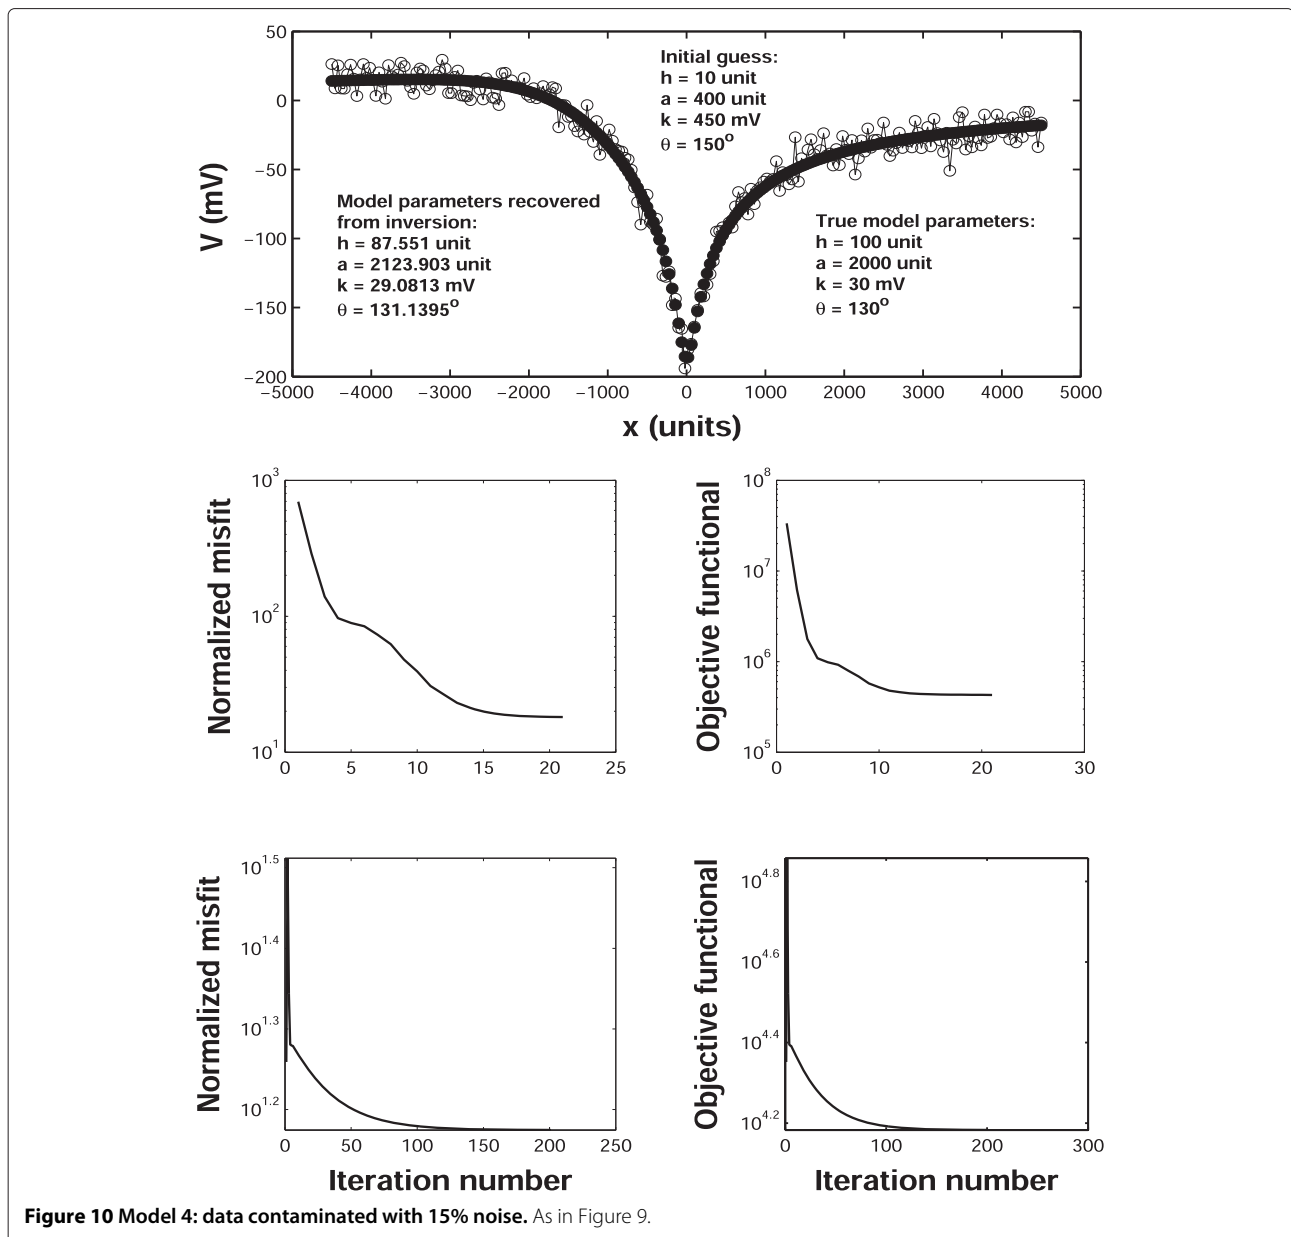 50
0
−50
−100
−150
−200
V (mV)
Initial guess:
h = 10 unit
a = 400 unit
k = 450 mV
θ = 150°
Model parameters recovered
from inversion:
h = 87.551 unit
a = 2123.903 unit
k = 29.0813 mV
θ = 131.1395°
True model parameters:
h = 100 unit
a = 2000 unit
k = 30 mV
θ = 130°
−5000 −4000 −3000 −2000 −1000 0 1000 2000 3000 4000 5000
x (units)
Normalized misfit
10³
10²
10¹
0 5 10 15 20 25
Objective functional
10⁸
10⁷
10⁶
10⁵
0 10 20 30
Normalized misfit
10^1.5
10^1.4
10^1.3
10^1.2
0 50 100 150 200 250
Iteration number
Objective functional
10^4.8
10^4.6
10^4.4
10^4.2
0 100 200 300
Iteration number
Figure 10 Model 4: data contaminated with 15% noise. As in Figure 9.